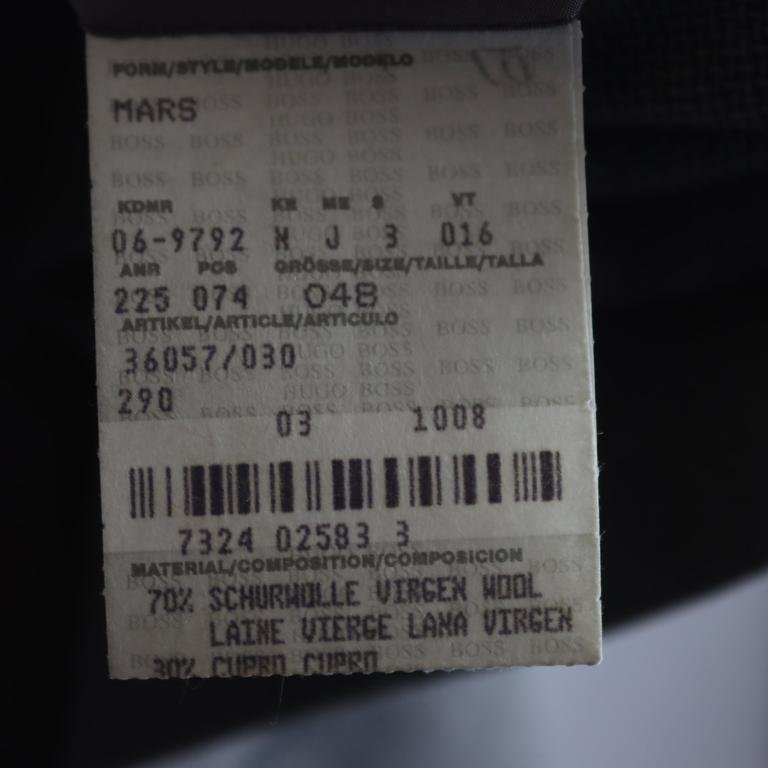 FORM/STYLE/MODELE/MODELO
MARS
KDNR KE ME S VT
06-9792 M J 3 016
ANR POS GRÖSSE/SIZE/TAILLE/TALLA
225 074 048
ARTIKEL/ARTICLE/ARTICULO
36057/030
290
03 1008
7324 02583 3
MATERIAL/COMPOSITION/COMPOSICION
70% SCHURWOLLE VIRGEN WOOL
LAINE VIERGE LANA VIRGEN
30% CUPRO CUPRO